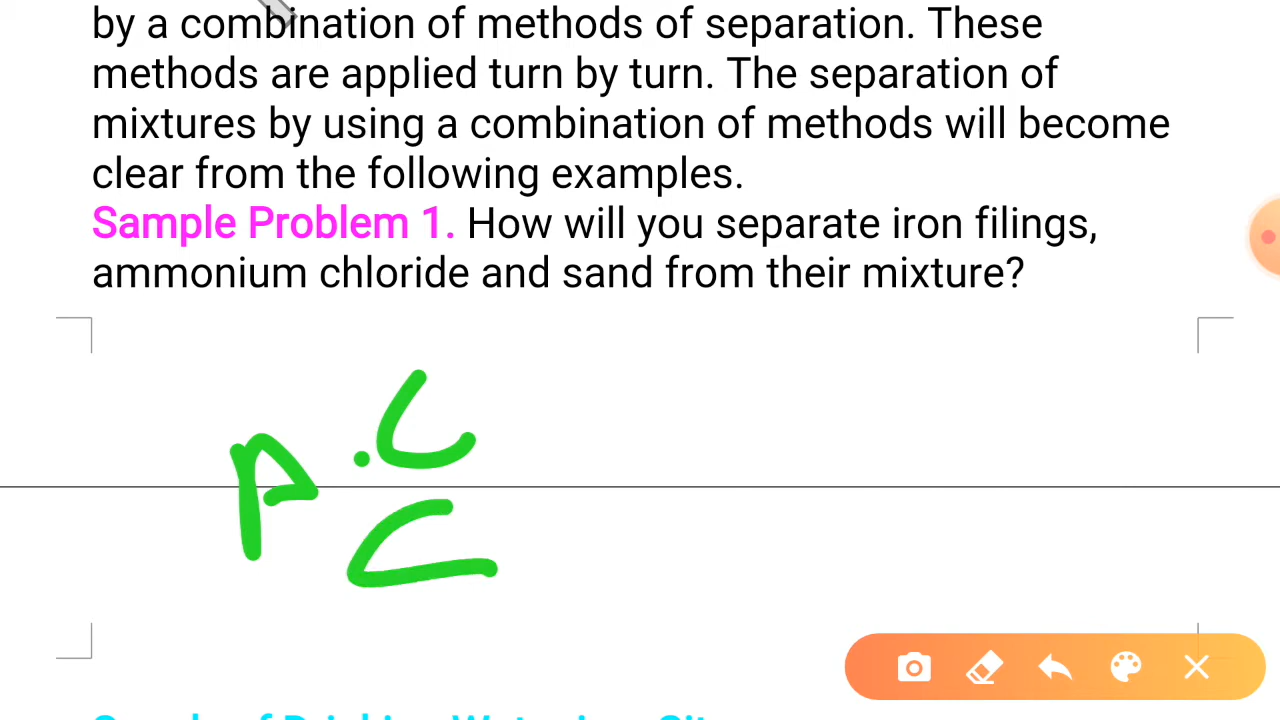 by a combination of methods of separation. These
methods are applied turn by turn. The separation of
mixtures by using a combination of methods will become
clear from the following examples.
Sample Problem 1. How will you separate iron filings,
ammonium chloride and sand from their mixture?